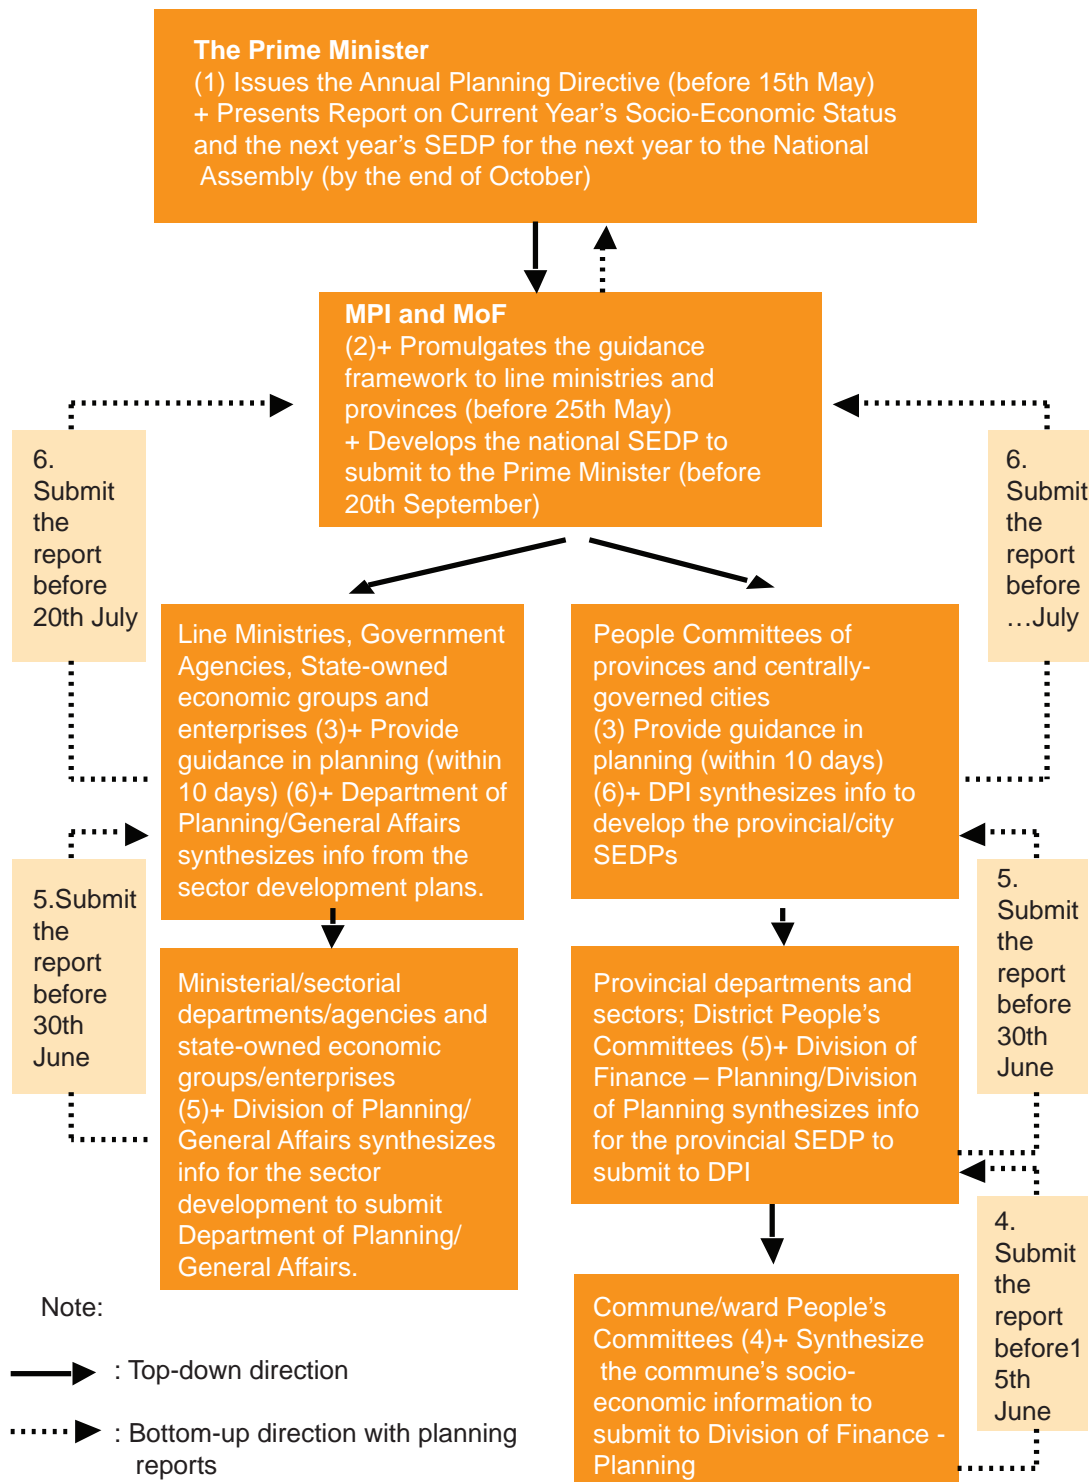 The Prime Minister
(1) Issues the Annual Planning Directive (before 15th May)
+ Presents Report on Current Year’s Socio-Economic Status
and the next year’s SEDP for the next year to the National
Assembly (by the end of October)
MPI and MoF
(2)+ Promulgates the guidance
framework to line ministries and
provinces (before 25th May)
+ Develops the national SEDP to
submit to the Prime Minister (before
20th September)
6.
Submit
the
report
before
20th July
6.
Submit
the
report
before
…July
Line Ministries, Government
Agencies, State-owned
economic groups and
enterprises (3)+ Provide
guidance in planning (within
10 days) (6)+ Department of
Planning/General Affairs
synthesizes info from the
sector development plans.
People Committees of
provinces and centrally-
governed cities
(3) Provide guidance in
planning (within 10 days)
(6)+ DPI synthesizes info to
develop the provincial/city
SEDPs
5.Submit
the
report
before
30th
June
5.
Submit
the
report
before
30th
June
Ministerial/sectorial
departments/agencies and
state-owned economic
groups/enterprises
(5)+ Division of Planning/
General Affairs synthesizes
info for the sector
development to submit
Department of Planning/
General Affairs.
Provincial departments and
sectors; District People’s
Committees (5)+ Division of
Finance – Planning/Division
of Planning synthesizes info
for the provincial SEDP to
submit to DPI
4.
Submit
the
report
before1
5th
June
Commune/ward People’s
Committees (4)+ Synthesize
the commune’s socio-
economic information to
submit to Division of Finance -
Planning
Note:
: Top-down direction
: Bottom-up direction with planning
reports